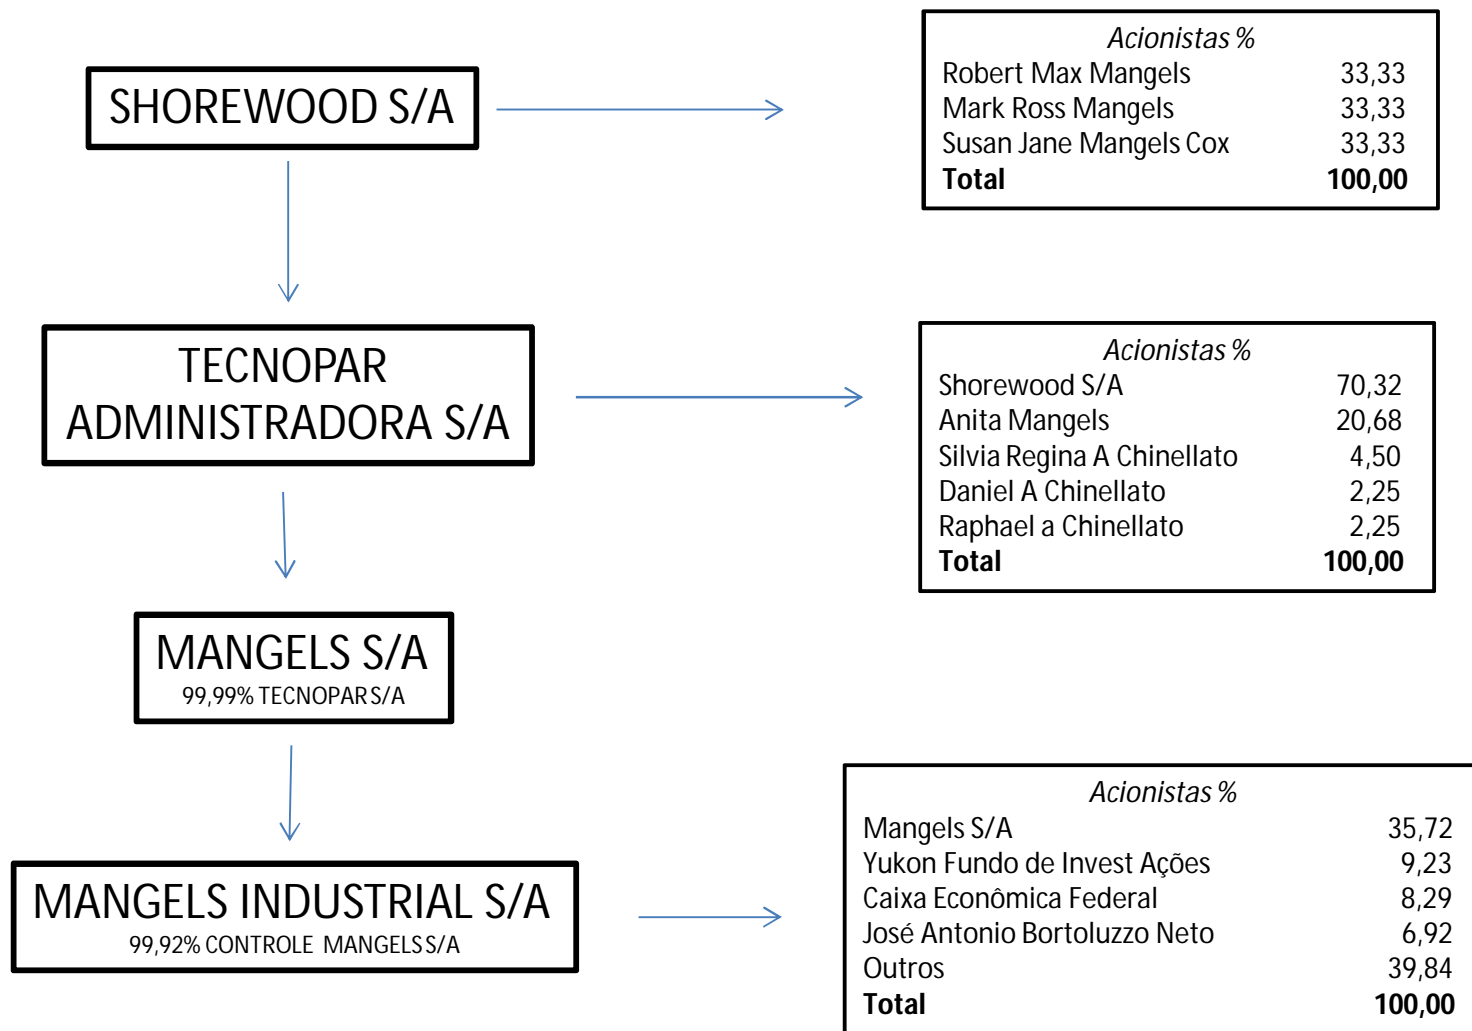 SHOREWOOD S/A
Acionistas %
Robert Max Mangels 33,33
Mark Ross Mangels 33,33
Susan Jane Mangels Cox 33,33
Total 100,00
TECNOPAR
ADMINISTRADORA S/A
Acionistas %
Shorewood S/A 70,32
Anita Mangels 20,68
Silvia Regina A Chinellato 4,50
Daniel A Chinellato 2,25
Raphael a Chinellato 2,25
Total 100,00
MANGELS S/A
99,99% TECNOPAR S/A
MANGELS INDUSTRIAL S/A
99,92% CONTROLE MANGELS S/A
Acionistas %
Mangels S/A 35,72
Yukon Fundo de Invest Ações 9,23
Caixa Econômica Federal 8,29
José Antonio Bortoluzzo Neto 6,92
Outros 39,84
Total 100,00